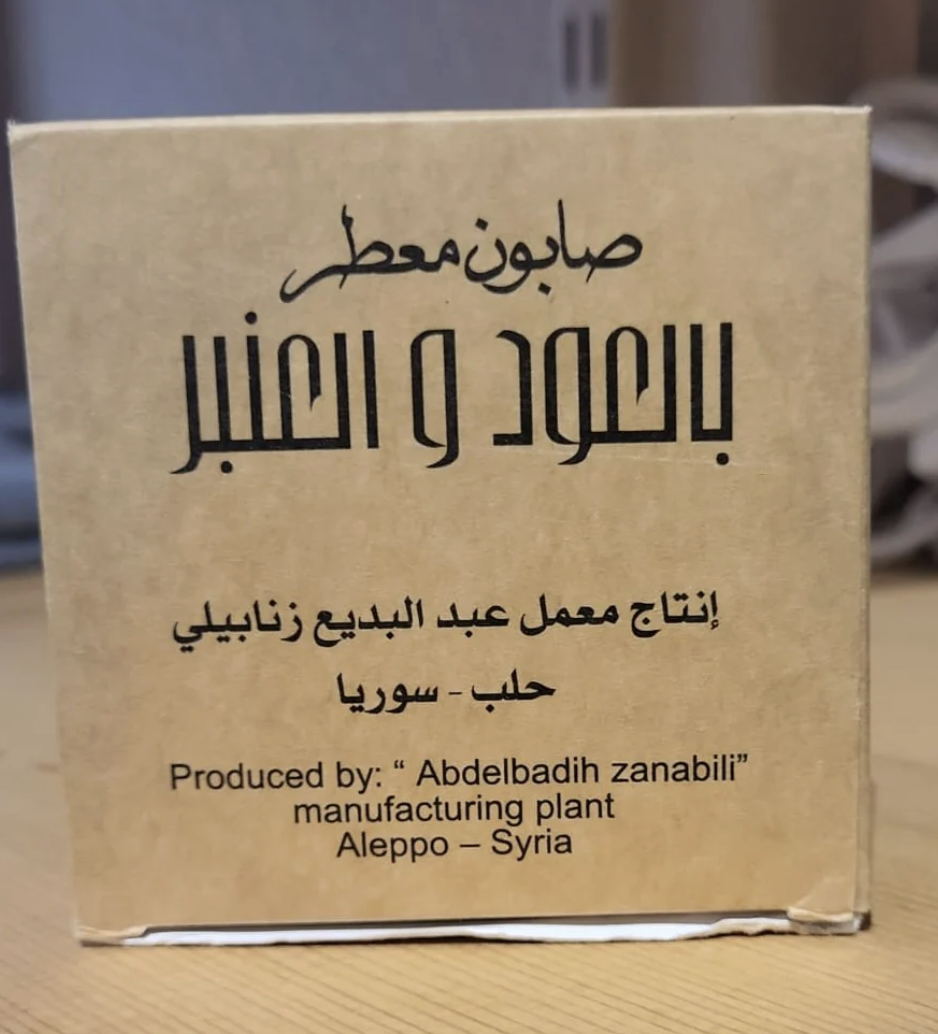 صابون معطر
بالعود و العنبر
إنتاج معمل عبد البديع زنابيلي
حلب - سوريا
Produced by: “ Abdelbadih zanabili”
manufacturing plant
Aleppo – Syria